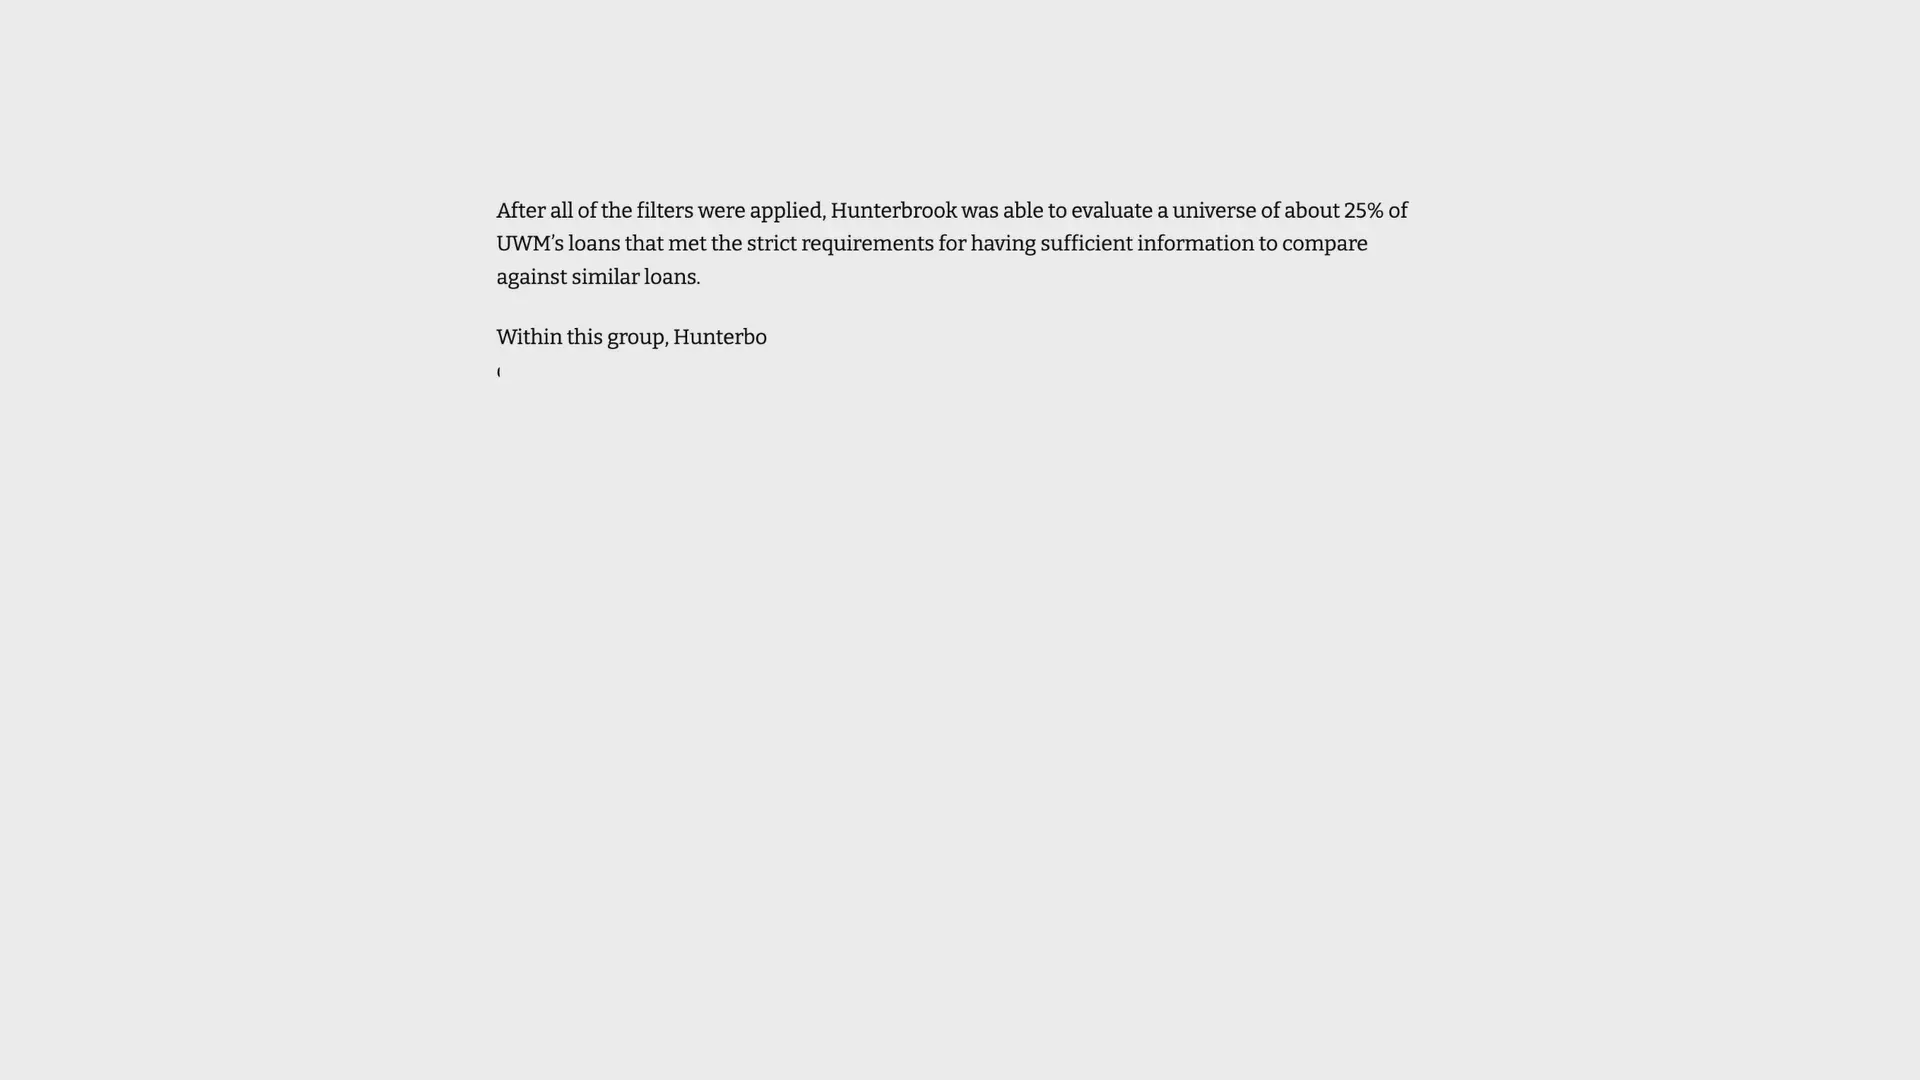 After all of the filters were applied, Hunterbrook was able to evaluate a universe of about 25% of
UWM’s loans that met the strict requirements for having sufficient information to compare
against similar loans.
Within this group, Hunterbo